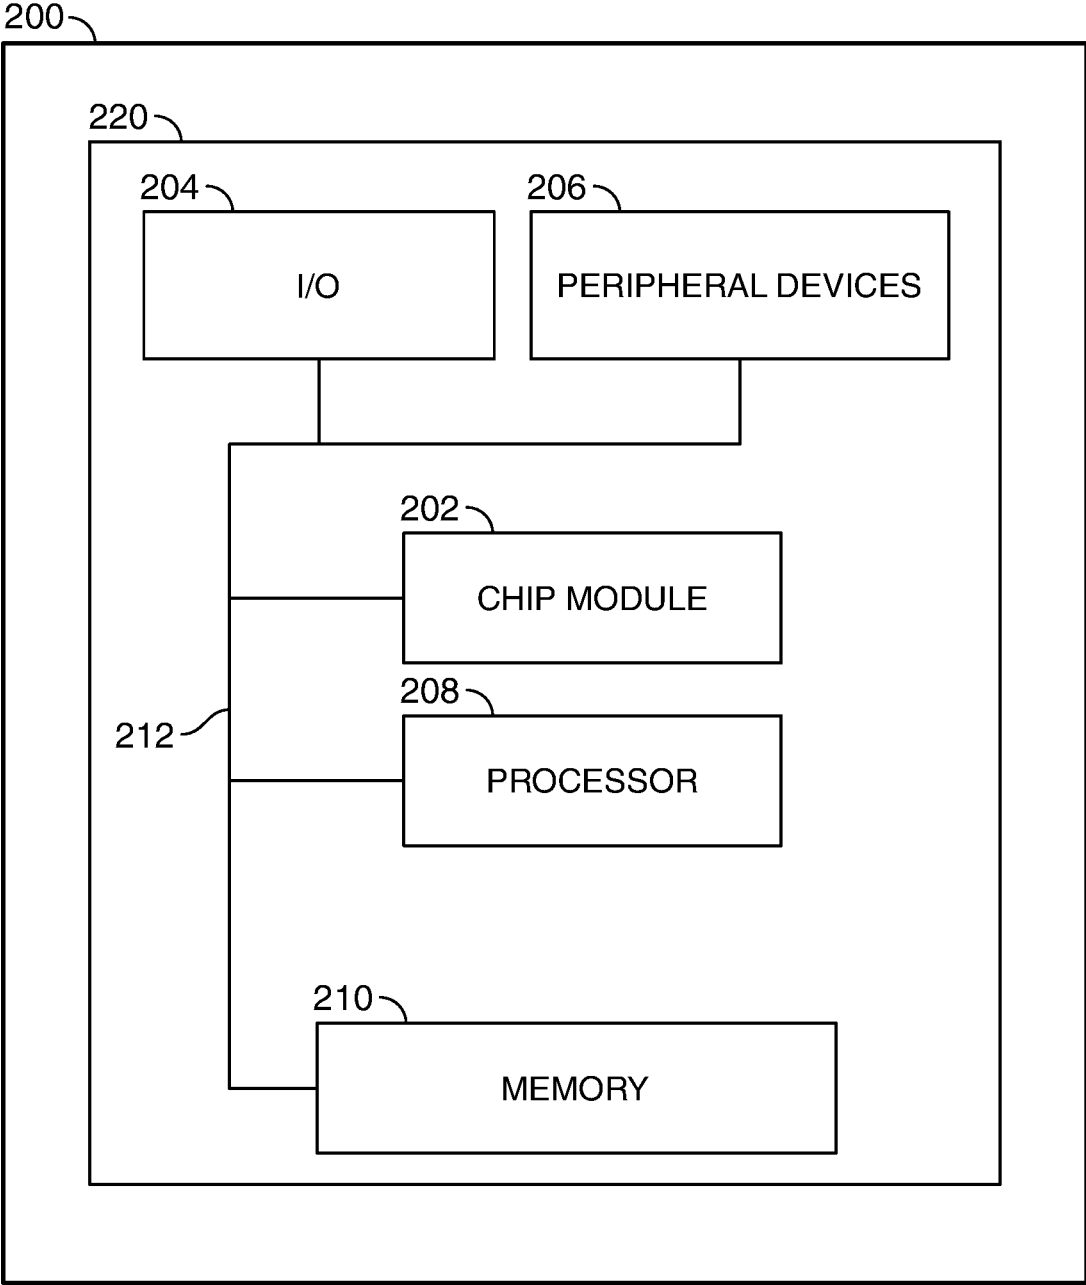 200
220
204
206
I/O
PERIPHERAL DEVICES
202
CHIP MODULE
208
212
PROCESSOR
210
MEMORY